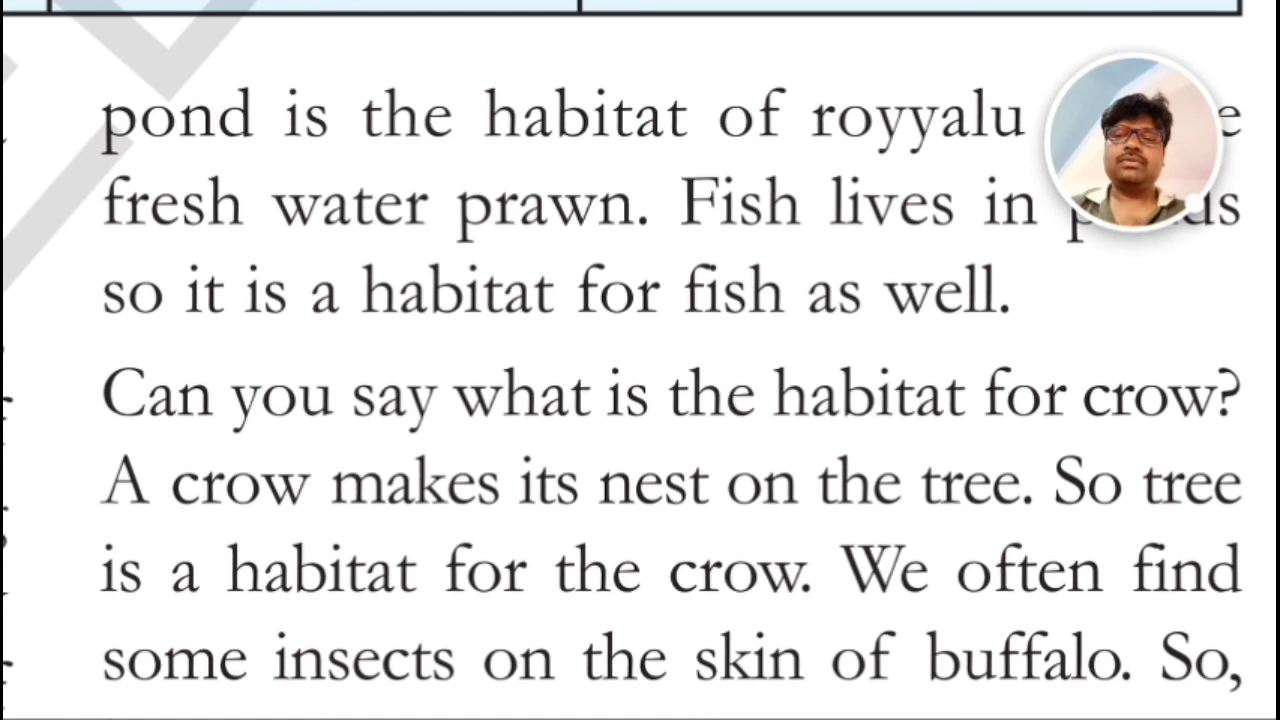 pond is the habitat of royyalu
fresh water prawn. Fish lives in
so it is a habitat for fish as well.
Can you say what is the habitat for crow?
A crow makes its nest on the tree. So tree
is a habitat for the crow. We often find
some insects on the skin of buffalo. So,